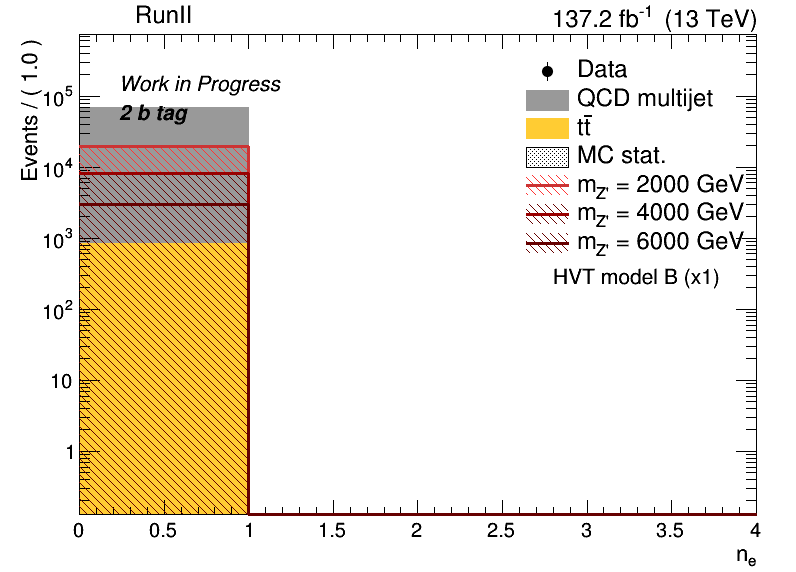 RunII
137.2 fb⁻¹ (13 TeV)
Events / ( 1.0 )
Work in Progress
2 b tag
Data
QCD multijet
tt̄
MC stat.
m_Z' = 2000 GeV
m_Z' = 4000 GeV
m_Z' = 6000 GeV
HVT model B (x1)
10⁵
10⁴
10³
10²
10
1
0 0.5 1 1.5 2 2.5 3 3.5 4
n_e